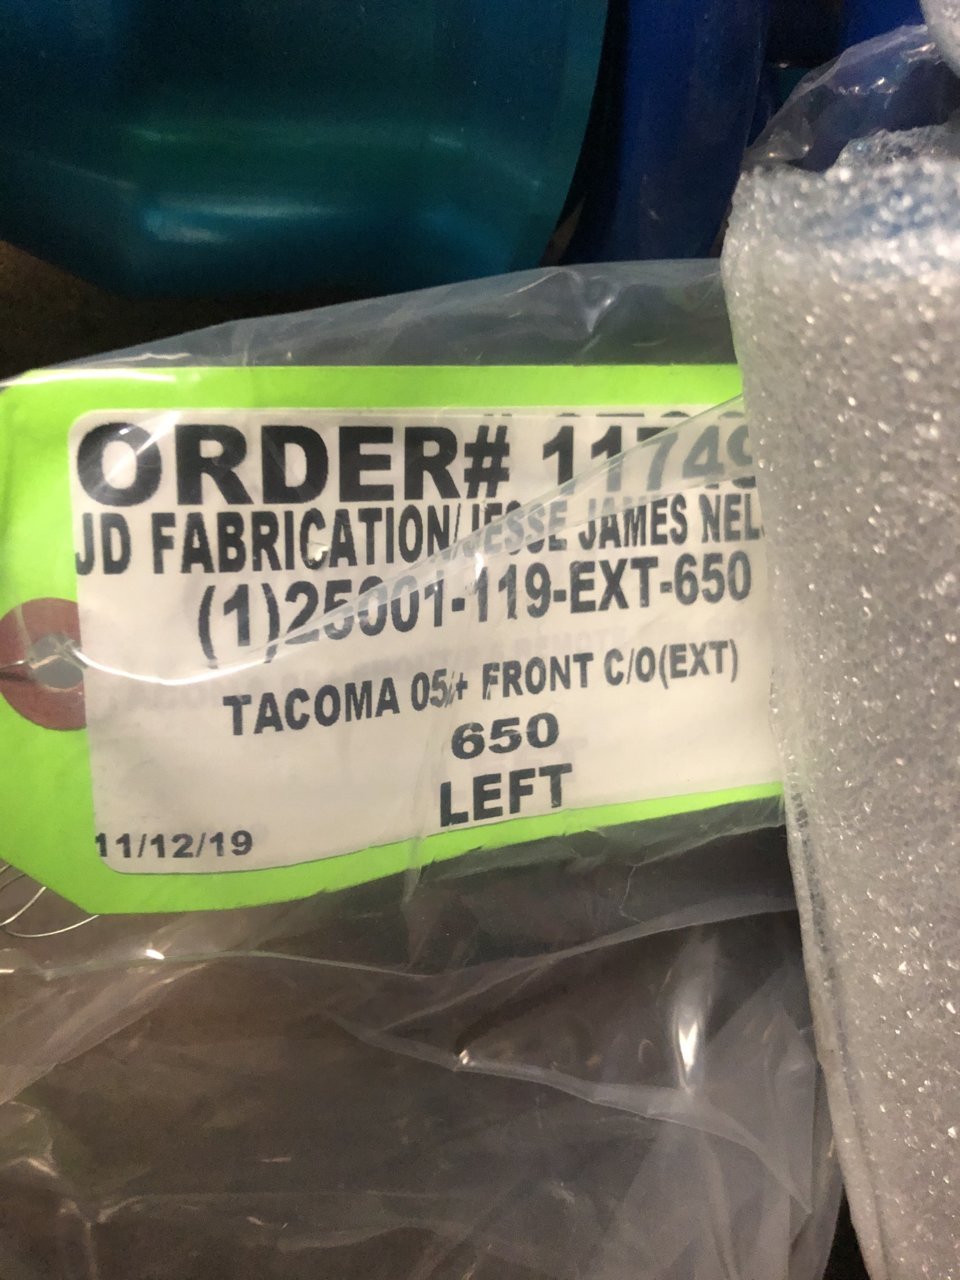 ORDER# 11749
JD FABRICATION/JESSE JAMES NEL
(1)25001-119-EXT-650
TACOMA 05+ FRONT C/O(EXT)
650
LEFT
11/12/19